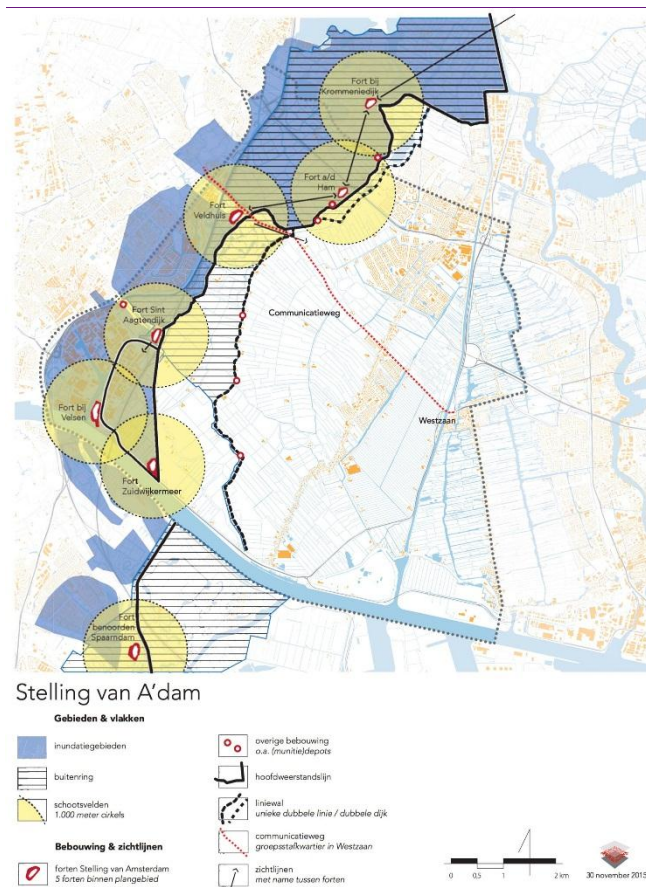 Fort bij
Krommeniedijk
Fort a/d
Ham
Fort
Veldhuis
Fort Sint
Aagtendijk
Communicatieweg
Fort bij
Velsen
Westzaan
Fort
Zuidwijkermeer
Fort
benoorden
Spaarndam
Stelling van A'dam
Gebieden & vlakken
inundatiegebieden
buitenring
schootsvelden
1.000 meter cirkels
Bebouwing & zichtlijnen
forten Stelling van Amsterdam
5 forten binnen plangebied
overige bebouwing
o.a. (munitie)depots
hoofdweerstandslijn
liniewal
unieke dubbele linie / dubbele dijk
communicatieweg
groepsstalkwartier in Westzaan
zichtlijnen
met name tussen forten
0 0,5 1 2 km
30 november 2015